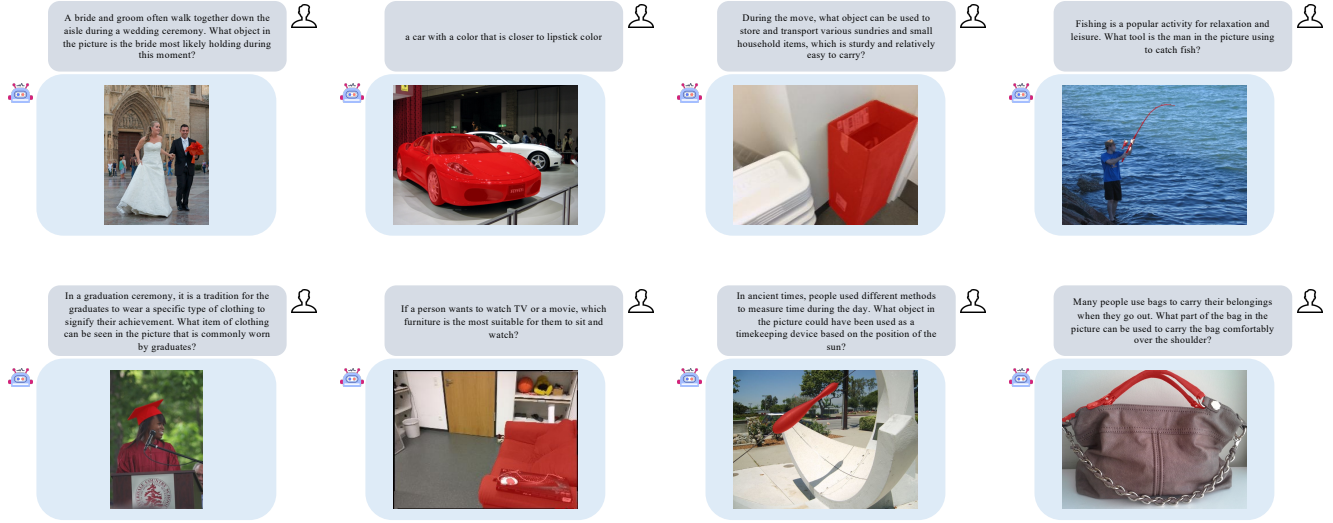 A bride and groom often walk together down the
aisle during a wedding ceremony. What object in
the picture is the bride most likely holding during
this moment?
a car with a color that is closer to lipstick color
During the move, what object can be used to
store and transport various sundries and small
household items, which is sturdy and relatively
easy to carry?
Fishing is a popular activity for relaxation and
leisure. What tool is the man in the picture using
to catch fish?
In a graduation ceremony, it is a tradition for the
graduates to wear a specific type of clothing to
signify their achievement. What item of clothing
can be seen in the picture that is commonly worn
by graduates?
If a person wants to watch TV or a movie, which
furniture is the most suitable for them to sit and
watch?
In ancient times, people used different methods
to measure time during the day. What object in
the picture could have been used as a
timekeeping device based on the position of the
sun?
Many people use bags to carry their belongings
when they go out. What part of the bag in the
picture can be used to carry the bag comfortably
over the shoulder?